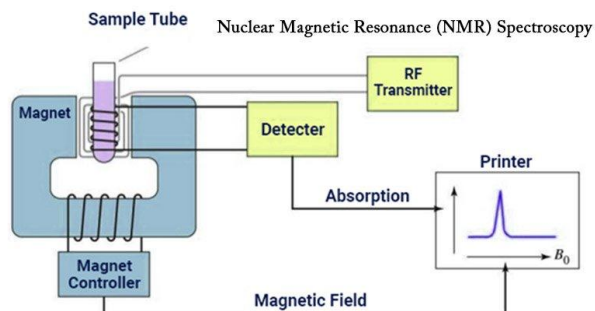 Sample Tube
Nuclear Magnetic Resonance (NMR) Spectroscopy
RF
Transmitter
Magnet
Detecter
Printer
Absorption
B₀
Magnet
Controller
Magnetic Field